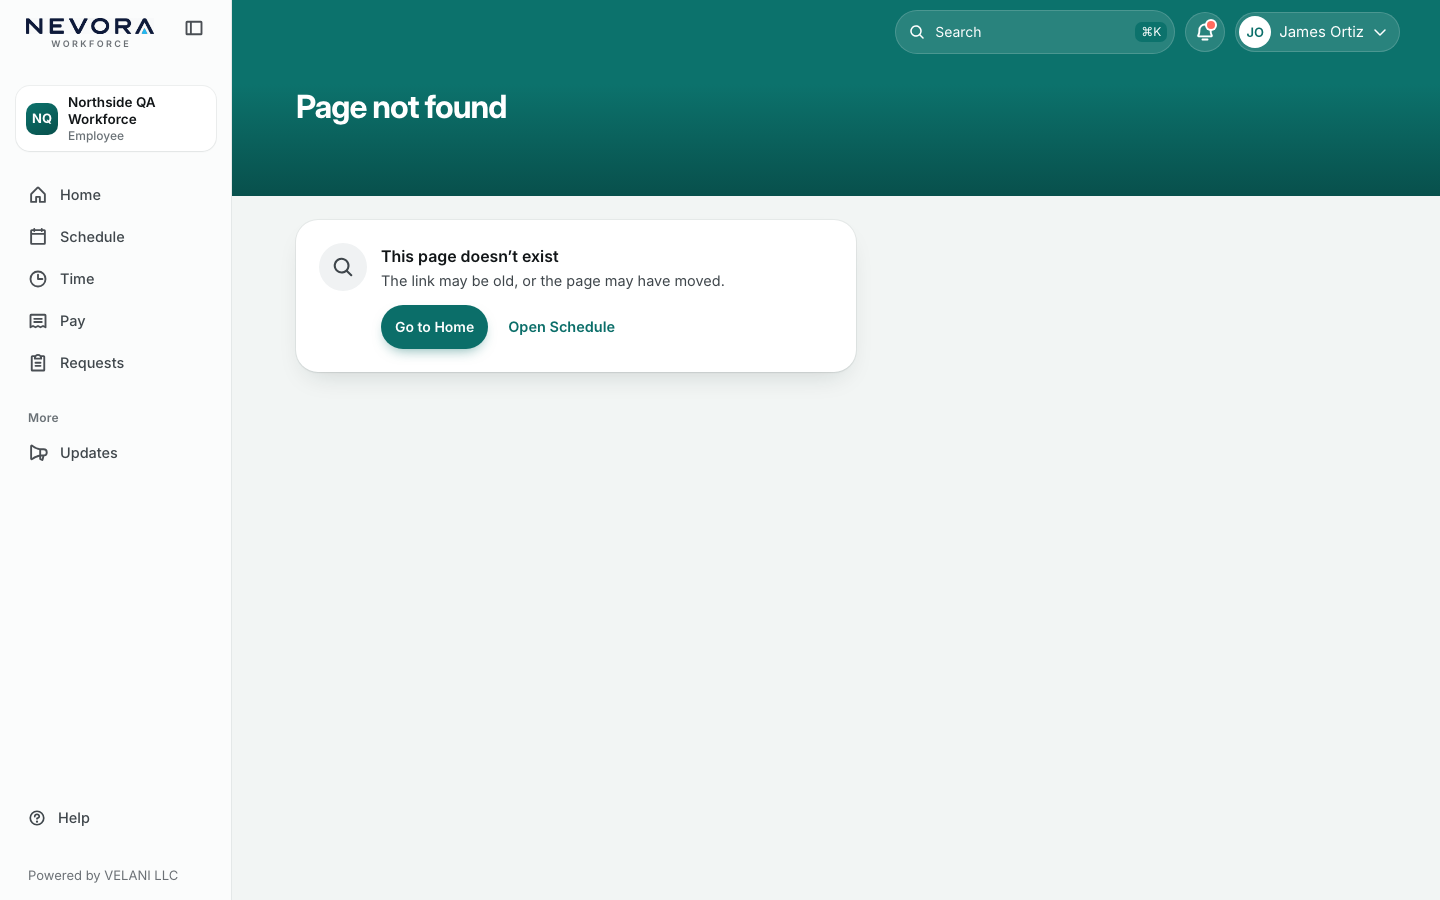 NEVORA
WORKFORCE
Northside QA
Workforce
Employee
NQ
Home
Schedule
Time
Pay
Requests
More
Updates
Help
Powered by VELANI LLC
Search
⌘K
JO
James Ortiz
Page not found
This page doesn’t exist
The link may be old, or the page may have moved.
Go to Home
Open Schedule